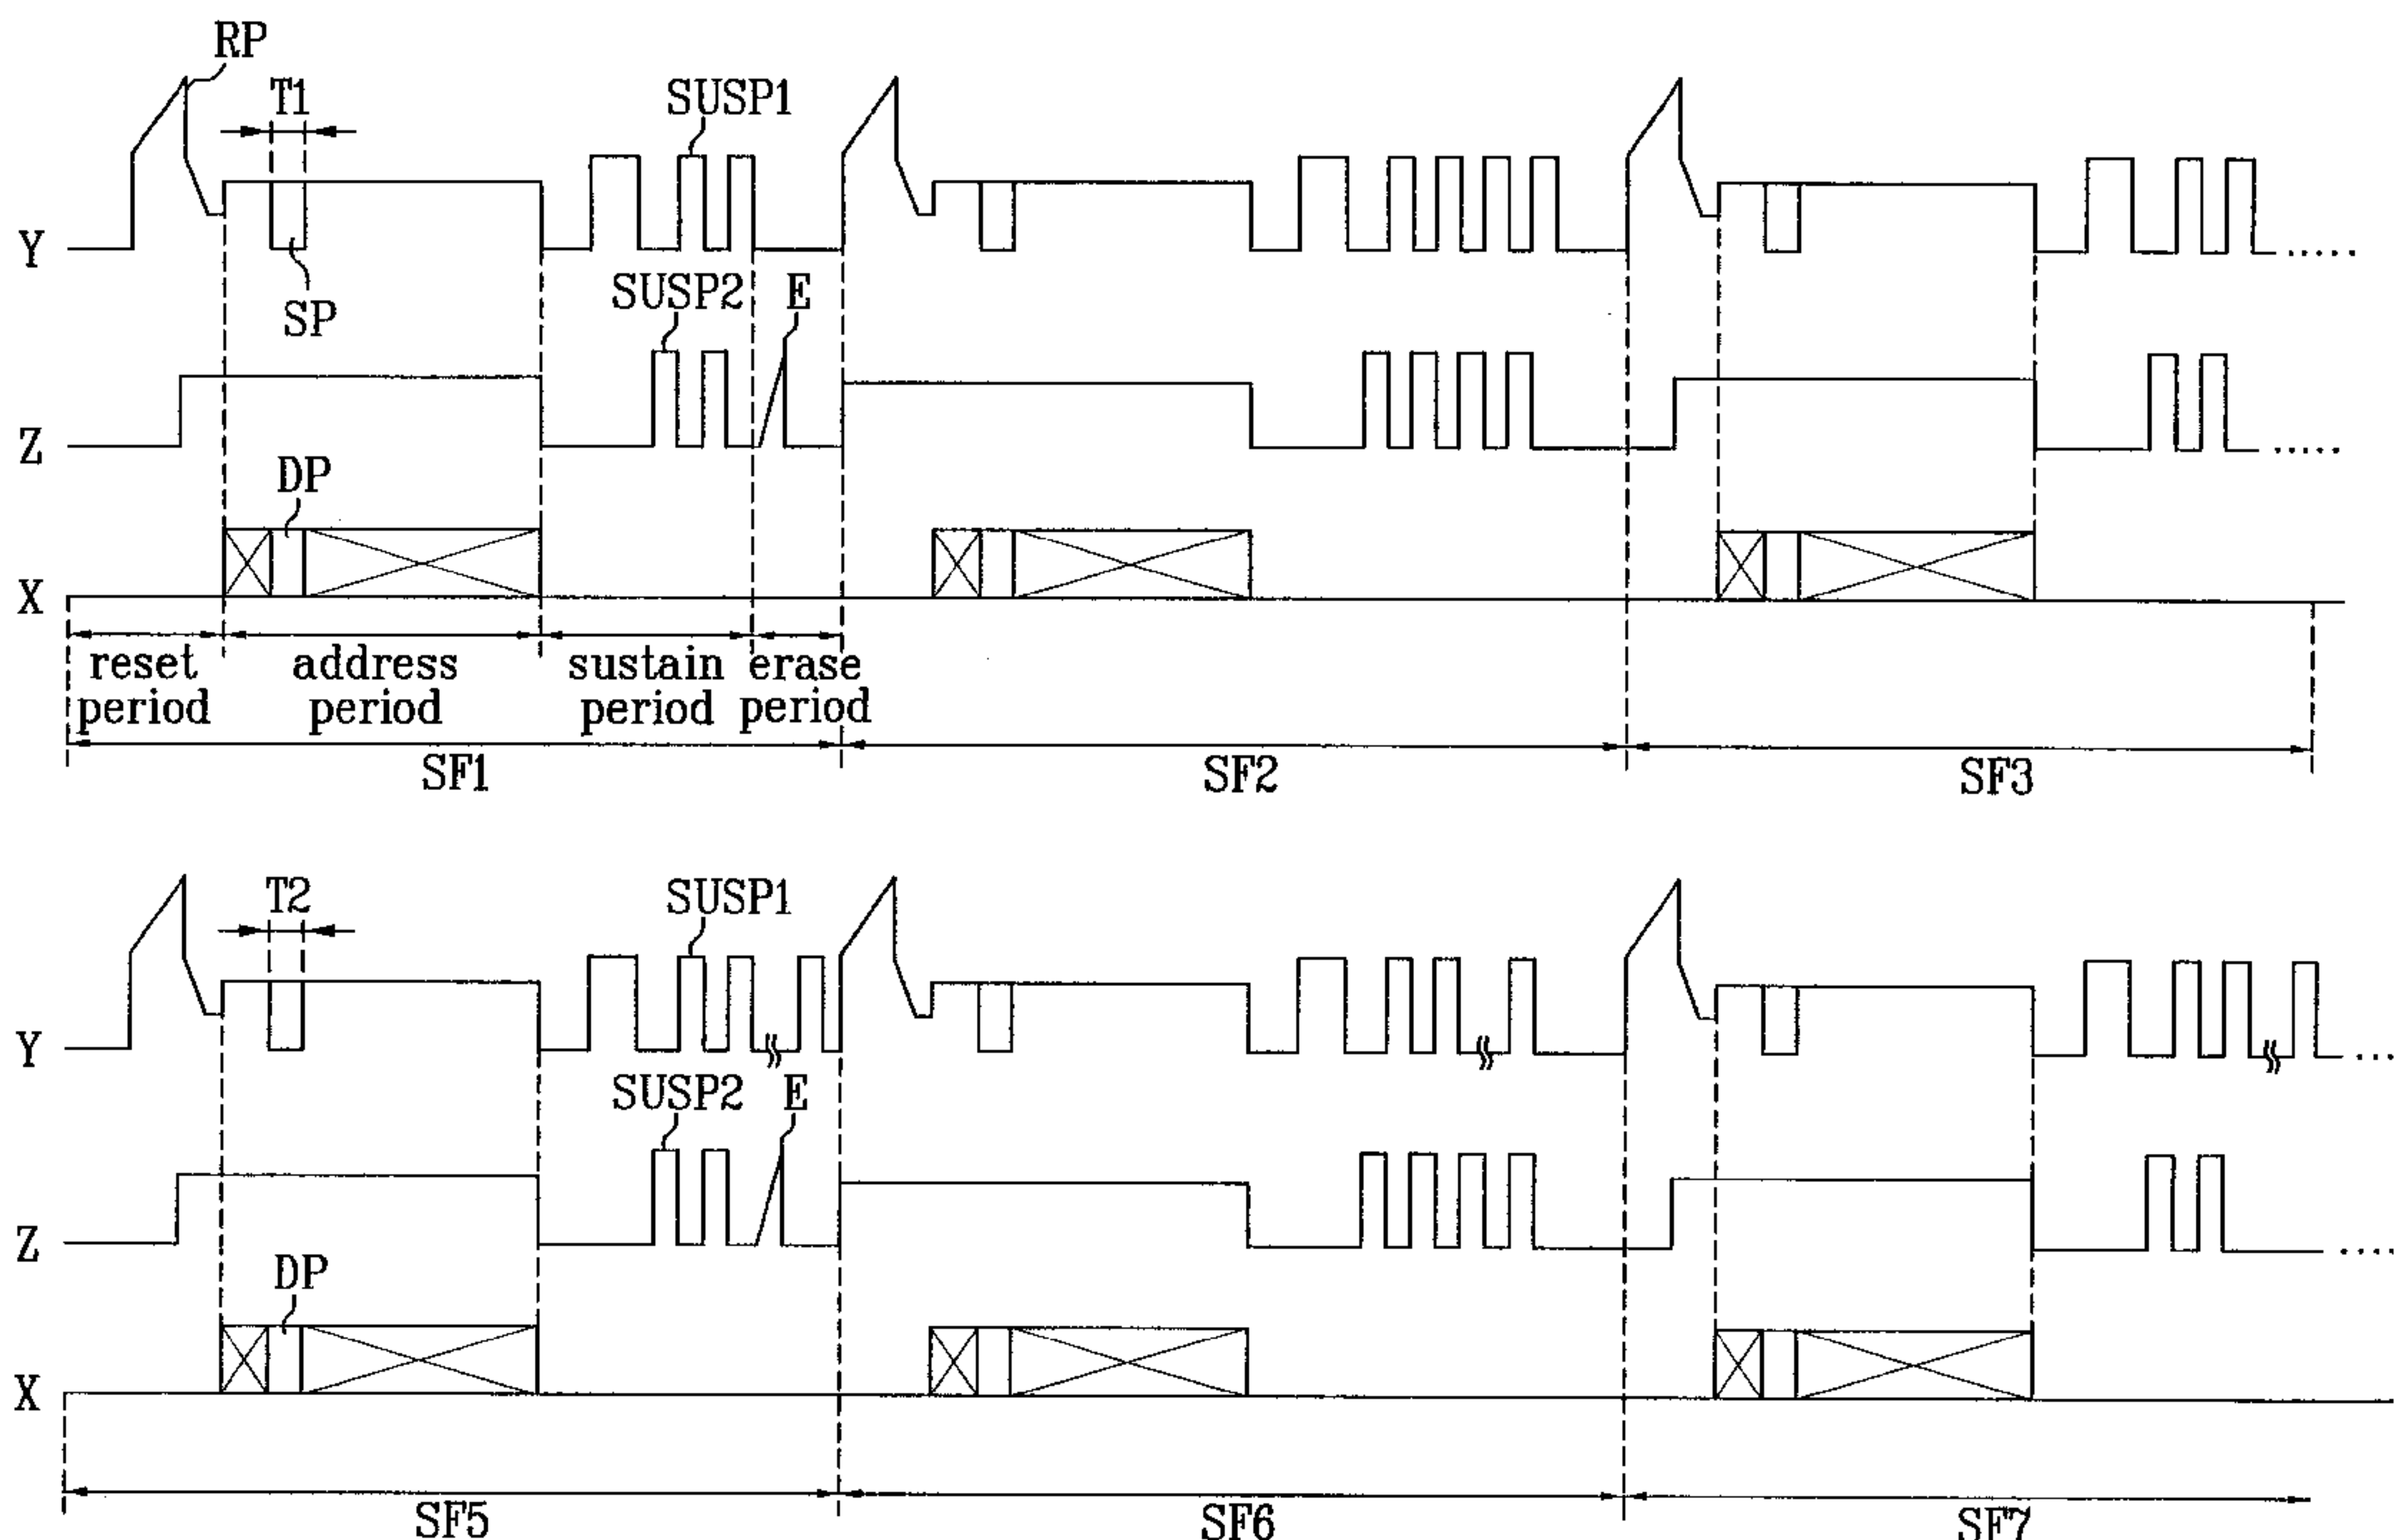 RP
T1
SUSP1
Y
SP
SUSP2
E
Z
DP
X
reset period
address period
sustain period
erase period
SF1
SF2
SF3
T2
SUSP1
Y
SUSP2
E
Z
DP
X
SF5
SF6
SF7